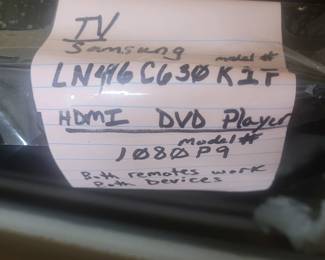 TV
Samsung model #
LN46C630K1F
HDMI DVD Player
Model #
1080P9
Both remotes work
Both Devices